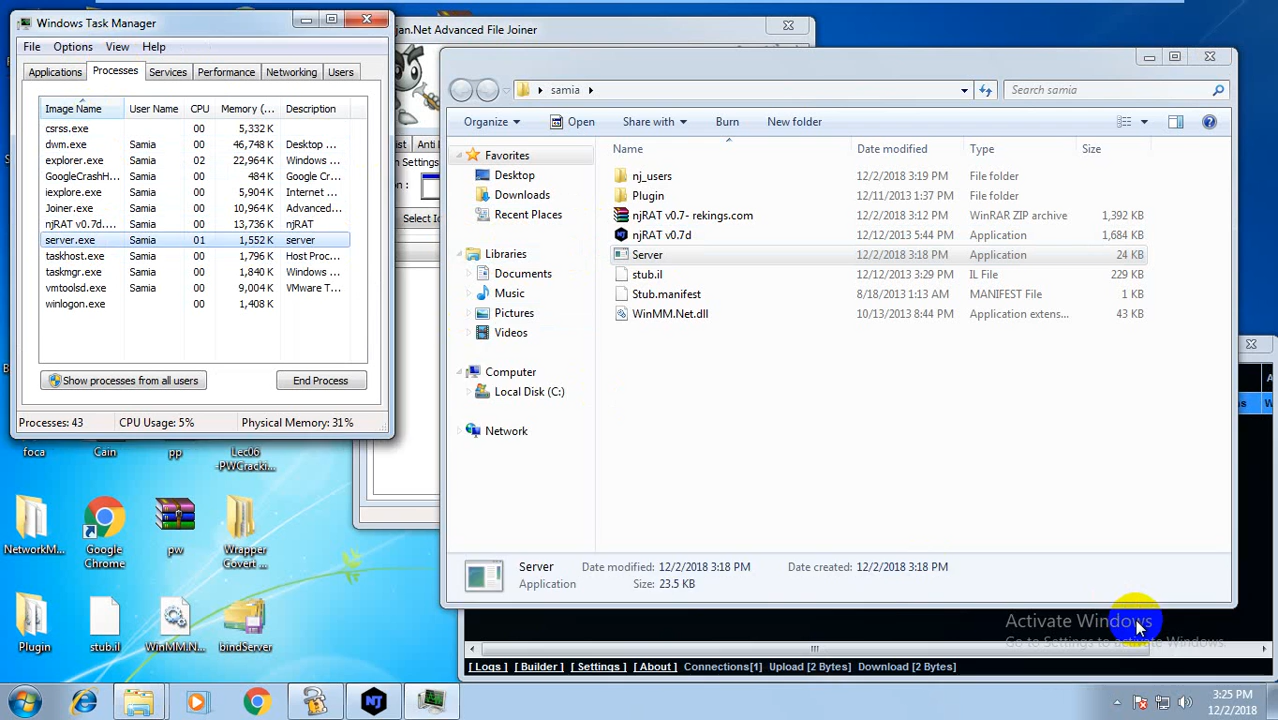 Windows Task Manager
File Options View Help
Applications Processes Services Performance Networking Users
Image Name User Name CPU Memory (... Description
csrss.exe 00 5,332 K
dwm.exe Samia 00 46,748 K Desktop ...
explorer.exe Samia 02 22,964 K Windows ...
GoogleCrashH... Samia 00 484 K Google Cr...
iexplore.exe Samia 00 5,904 K Internet ...
Joiner.exe Samia 00 10,964 K Advanced...
njRAT v0.7d.... Samia 00 13,736 K njRAT
server.exe Samia 01 1,552 K server
taskhost.exe Samia 00 1,796 K Host Proc...
taskmgr.exe Samia 00 1,840 K Windows ...
vmtoolsd.exe Samia 00 9,004 K VMware T...
winlogon.exe 00 1,408 K
Show processes from all users End Process
Processes: 43 CPU Usage: 5% Physical Memory: 31%
jan.Net Advanced File Joiner
ist Anti
n Settings
on :
Select Ic
samia
Search samia
Organize Open Share with Burn New folder
Name Date modified Type Size
Favorites
Desktop
Downloads
Recent Places
Libraries
Documents
Music
Pictures
Videos
Computer
Local Disk (C:)
Network
nj_users 12/2/2018 3:19 PM File folder
Plugin 12/11/2013 1:37 PM File folder
njRAT v0.7- rekings.com 12/2/2018 3:12 PM WinRAR ZIP archive 1,392 KB
njRAT v0.7d 12/12/2013 5:44 PM Application 1,684 KB
Server 12/2/2018 3:18 PM Application 24 KB
stub.il 12/12/2013 3:29 PM IL File 229 KB
Stub.manifest 8/18/2013 1:13 AM MANIFEST File 1 KB
WinMM.Net.dll 10/13/2013 8:44 PM Application extens... 43 KB
Server Date modified: 12/2/2018 3:18 PM Date created: 12/2/2018 3:18 PM
Application Size: 23.5 KB
Activate Windows
Go to Settings to activate Windows.
[ Logs ] [ Builder ] [ Settings ] [ About ] Connections[1] Upload [2 Bytes] Download [2 Bytes]
foca Cain pp Lec06 -PWCracki...
NetworkM... Google Chrome pw Wrapper Govert ...
Plugin stub.il WinMM.N... bindServer
3:25 PM
12/2/2018